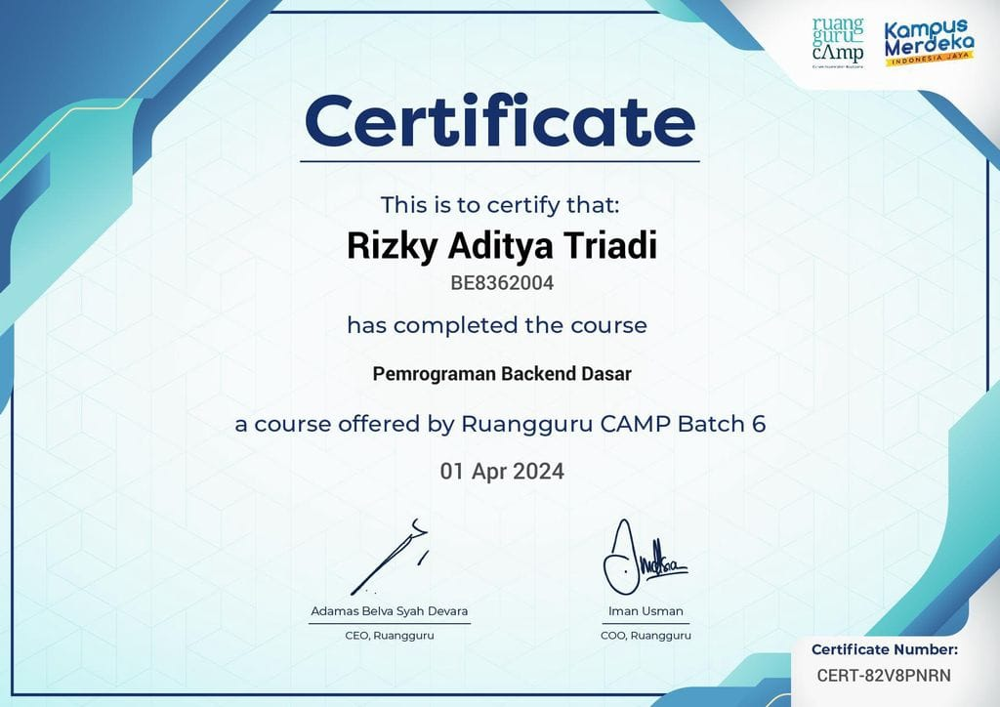 ruang
guru
cAmp
Kampus
Merdeka
INDONESIA JAYA
Certificate
This is to certify that:
Rizky Aditya Triadi
BE8362004
has completed the course
Pemrograman Backend Dasar
a course offered by Ruangguru CAMP Batch 6
01 Apr 2024
Adamas Belva Syah Devara
CEO, Ruangguru
Iman Usman
COO, Ruangguru
Certificate Number:
CERT-82V8PNRN